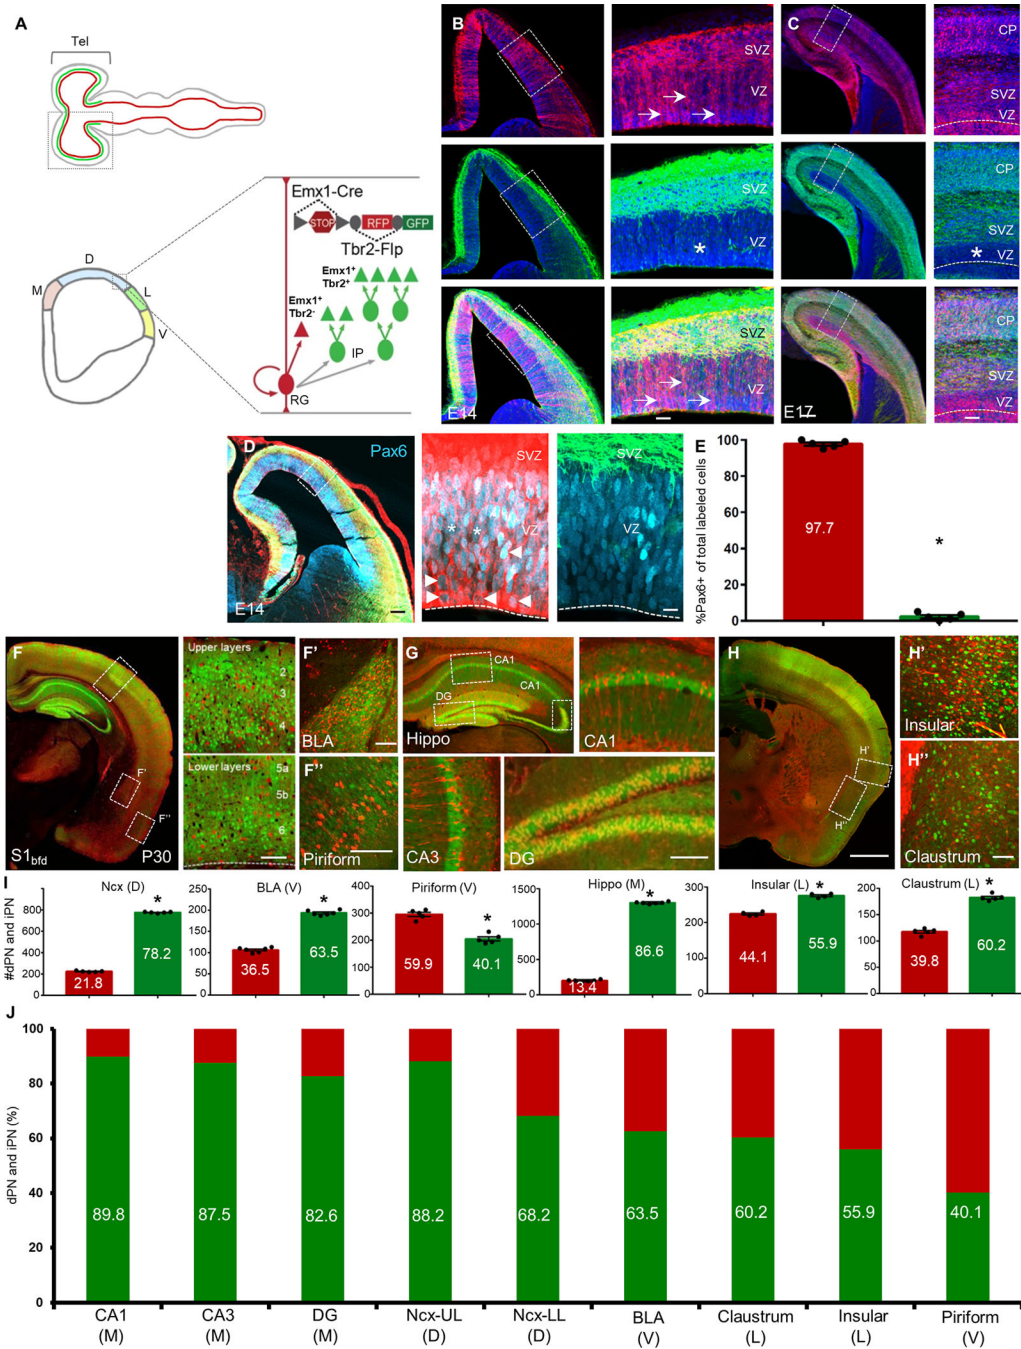 A
Tel
D
M
L
V
Emx1-Cre
STOP
RFP
GFP
Tbr2-Flp
Emx1+
Tbr2+
Emx1+
Tbr2-
IP
RG
B
SVZ
VZ
SVZ
VZ
*
E14
SVZ
VZ
C
CP
SVZ
VZ
CP
SVZ
* VZ
E17
CP
SVZ
VZ
D
Pax6
E14
SVZ
VZ
* *
SVZ
VZ
E
%Pax6+ of total labeled cells
100
80
60
40
20
0
97.7
*
F
F'
F''
S1bfd
P30
Upper layers
1
2
3
4
Lower layers
5a
5b
6
F'
BLA
F''
Piriform
G
CA1
CA1
DG
Hippo
CA1
CA3
DG
H
H'
H''
H'
Insular
H''
Claustrum
I
#dPN and iPN
Ncx (D)
800
600
400
200
0
21.8
78.2
*
BLA (V)
250
200
150
100
50
0
36.5
63.5
*
Piriform (V)
400
300
200
100
0
59.9
40.1
*
Hippo (M)
1500
1000
500
0
13.4
86.6
*
Insular (L)
300
200
100
0
44.1
55.9
*
Claustrum (L)
200
150
100
50
0
39.8
60.2
*
J
dPN and iPN (%)
100
80
60
40
20
0
89.8
87.5
82.6
88.2
68.2
63.5
60.2
55.9
40.1
CA1
(M)
CA3
(M)
DG
(M)
Ncx-UL
(D)
Ncx-LL
(D)
BLA
(V)
Claustrum
(L)
Insular
(L)
Piriform
(V)